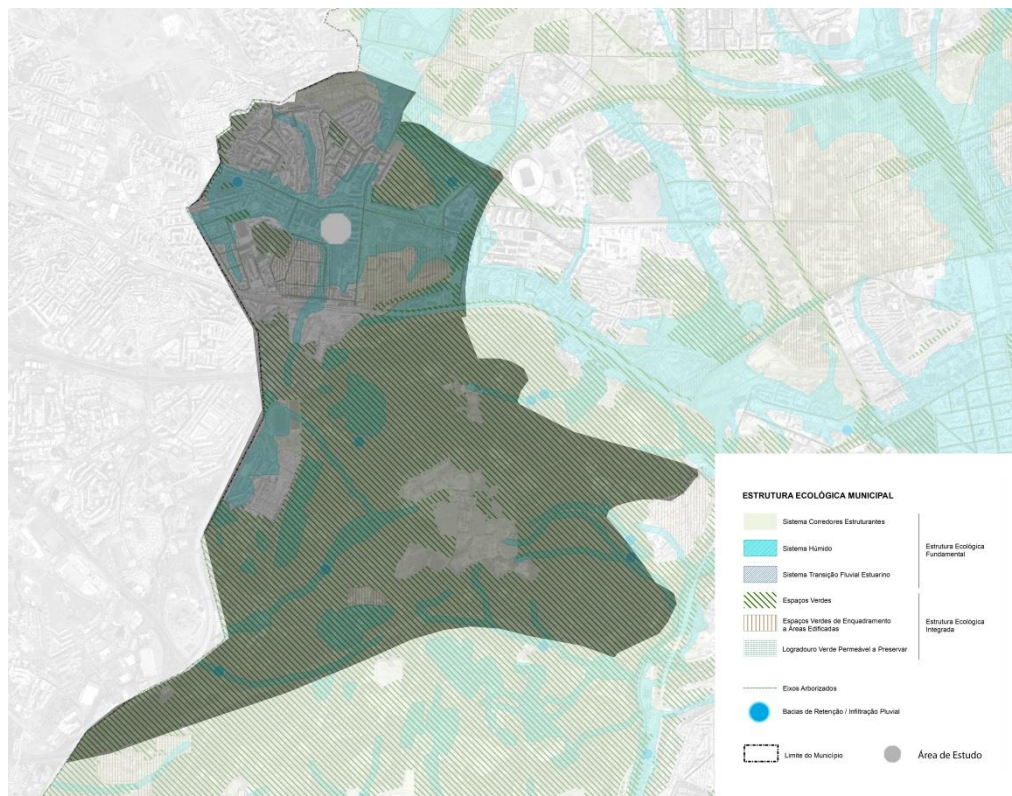 ESTRUTURA ECOLÓGICA MUNICIPAL
Sistema Corredores Estruturantes
Sistema Húmido
Estrutura Ecológica
Fundamental
Sistema Transição Fluvial Estuarino
Espaços Verdes
Espaços Verdes de Enquadramento
a Áreas Edificadas
Estrutura Ecológica
Integrada
Logradouro Verde Permeável a Preservar
Eixos Arborizados
Bacias de Retenção / Infiltração Pluvial
Limite do Município
Área de Estudo